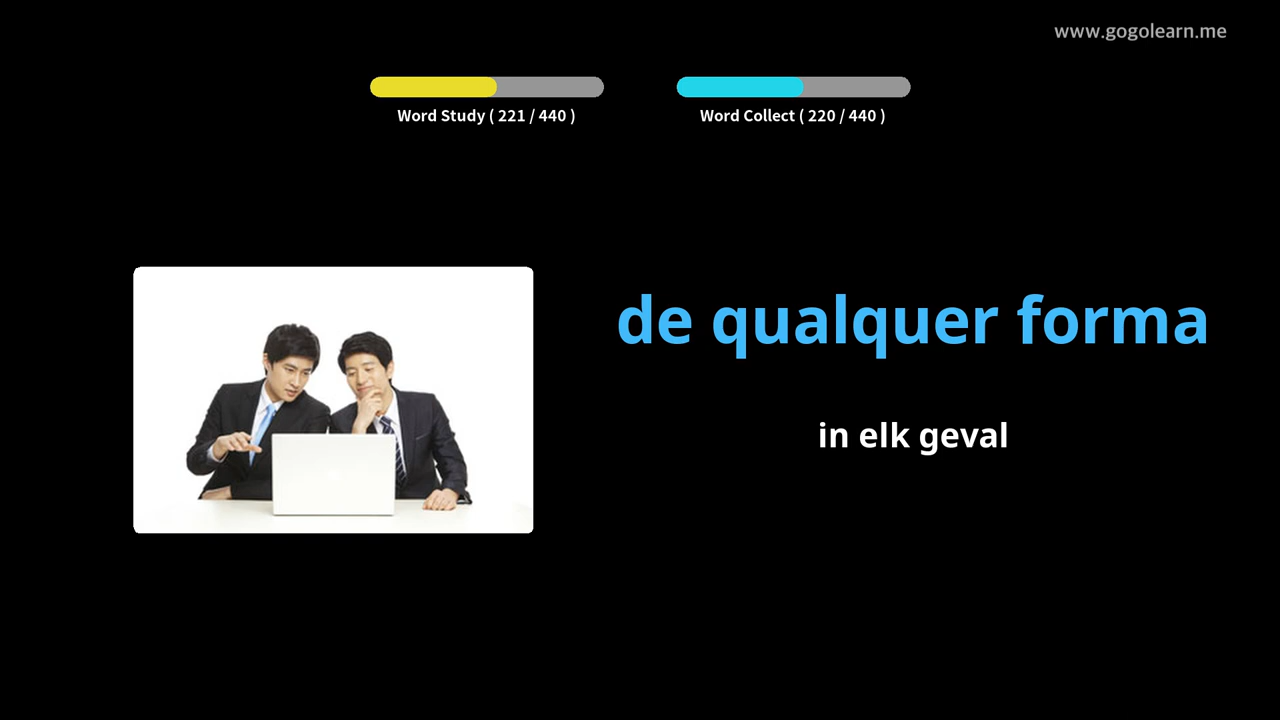 www.gogolearn.me
Word Study ( 221 / 440 )
Word Collect ( 220 / 440 )
de qualquer forma
in elk geval